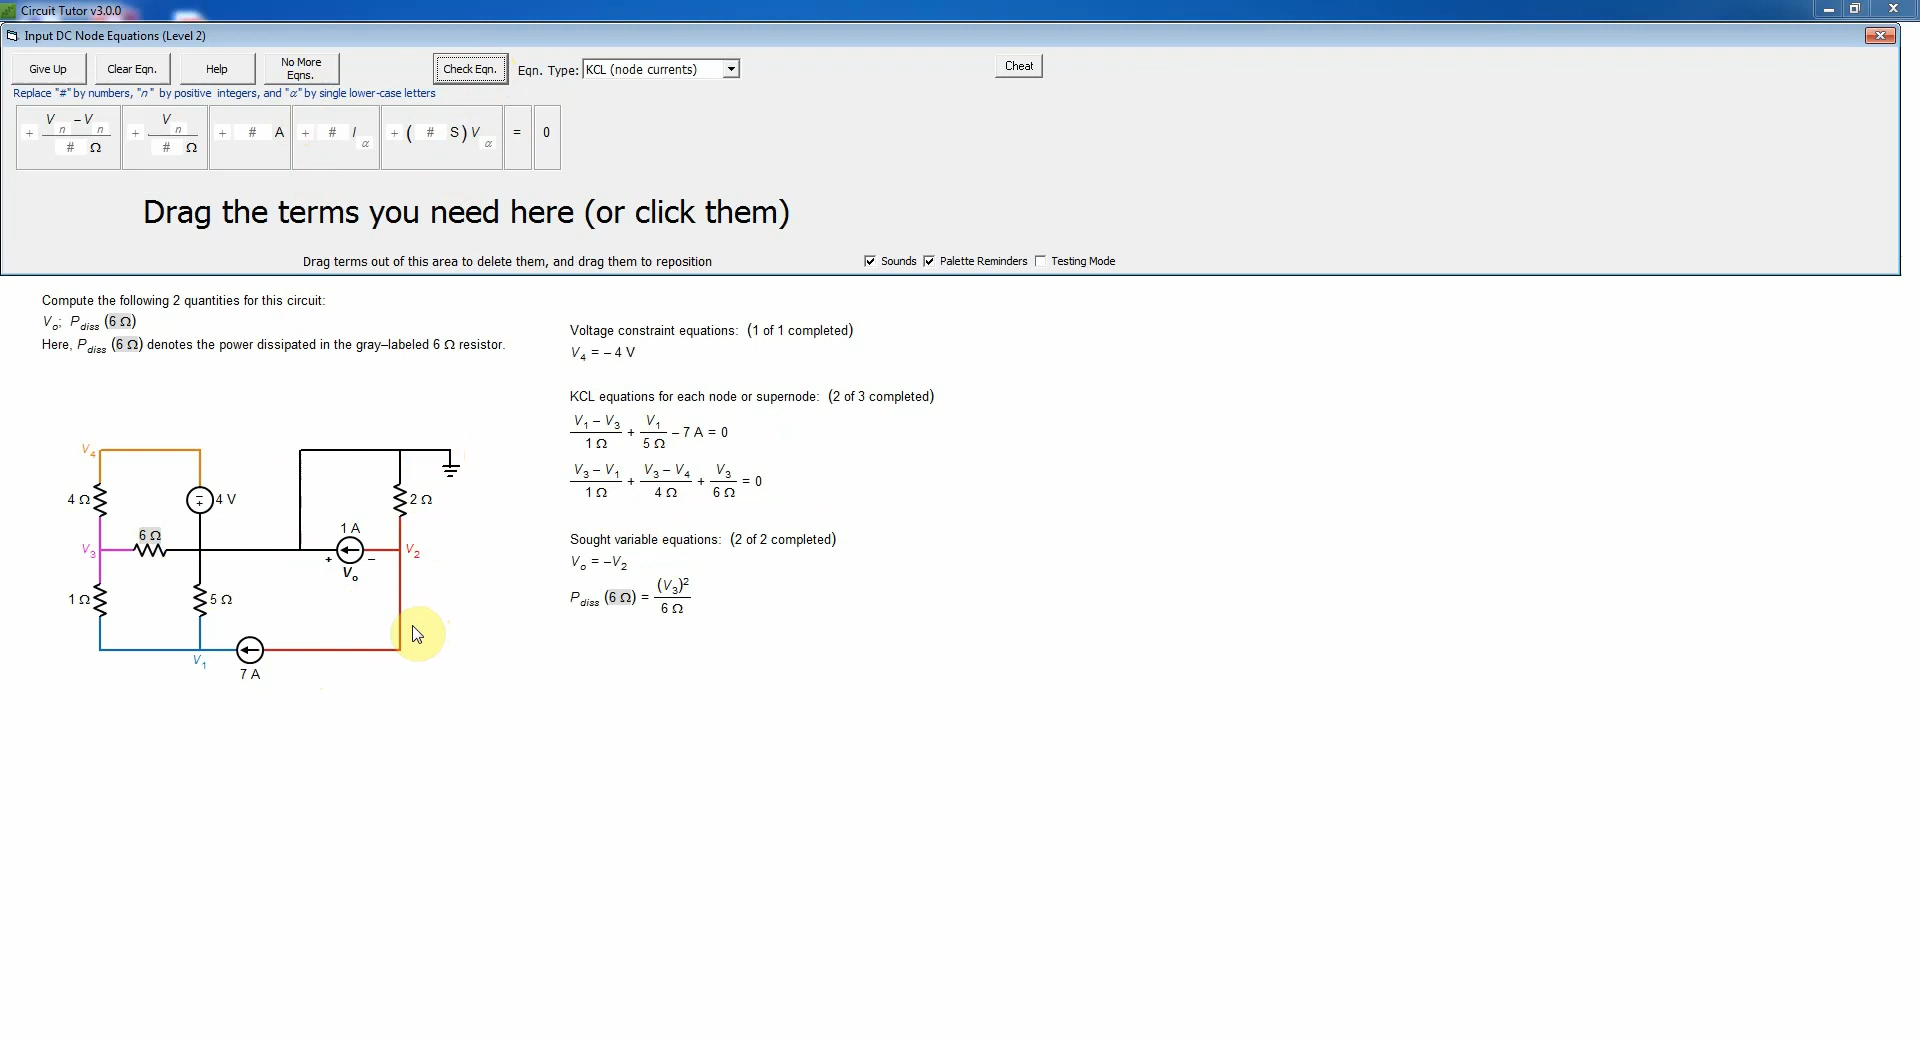 Circuit Tutor v3.0.0
Input DC Node Equations (Level 2)
Give Up
Clear Eqn.
Help
No More
Eqns.
Check Eqn.
Eqn. Type:
KCL (node currents)
Cheat
Replace "#" by numbers, "n" by positive integers, and "α" by single lower-case letters
+ (Vn − Vn)/(# Ω)
+ Vn/(# Ω)
+ # A
+ # Iα
+ ( # S ) Vα
=
0
Drag the terms you need here (or click them)
Drag terms out of this area to delete them, and drag them to reposition
Sounds
Palette Reminders
Testing Mode
Compute the following 2 quantities for this circuit:
Vo; Pdiss (6 Ω)
Here, Pdiss (6 Ω) denotes the power dissipated in the gray–labeled 6 Ω resistor.
Voltage constraint equations: (1 of 1 completed)
V4 = – 4 V
KCL equations for each node or supernode: (2 of 3 completed)
(V1 – V3)/(1 Ω) + V1/(5 Ω) – 7 A = 0
(V3 – V1)/(1 Ω) + (V3 – V4)/(4 Ω) + V3/(6 Ω) = 0
Sought variable equations: (2 of 2 completed)
Vo = –V2
Pdiss (6 Ω) = (V3)²/(6 Ω)
V4
4 Ω
– +
4 V
2 Ω
1 A
6 Ω
V3
V2
+
–
Vo
1 Ω
5 Ω
V1
7 A